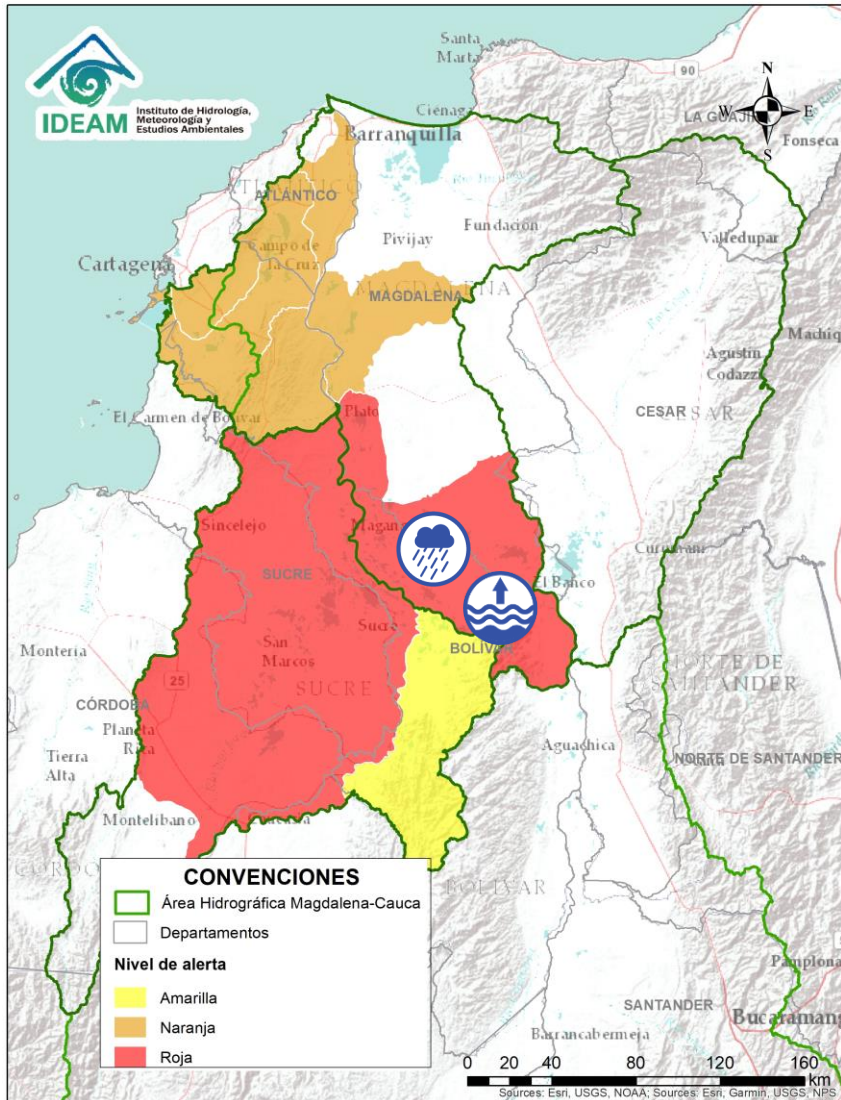 IDEAM
Instituto de Hidrología,
Meteorología y
Estudios Ambientales
Santa
Marta
90
N
W
E
S
LA GUAJI
Fonseca
Ciénaga
Barranquilla
ATLÁNTICO
Pivijay
Fundación
Valledupar
Cartagena
Campo de
la Cruz
MAGDALENA
Agustín
Codazzi
El Carmen de Bolívar
Plato
CESAR
CESAR
Sincelejo
Magan
Curumaní
SUCRE
El Banco
Sucre
Montería
San
Marcos
BOLÍVAR
25
SUCRE
NORTE DE
SANTANDER
CÓRDOBA
Planeta
Rica
Tierra
Alta
Aguachica
NORTE DE SANTANDER
Montelíbano
BOLÍVAR
CONVENCIONES
Área Hidrográfica Magdalena-Cauca
Departamentos
Nivel de alerta
Amarilla
Naranja
Roja
Pamplona
SANTANDER
Bucaramang
Barrancabermeja
0 20 40 80 120 160
Km
Sources: Esri, USGS, NOAA; Sources: Esri, Garmin, USGS, NPS